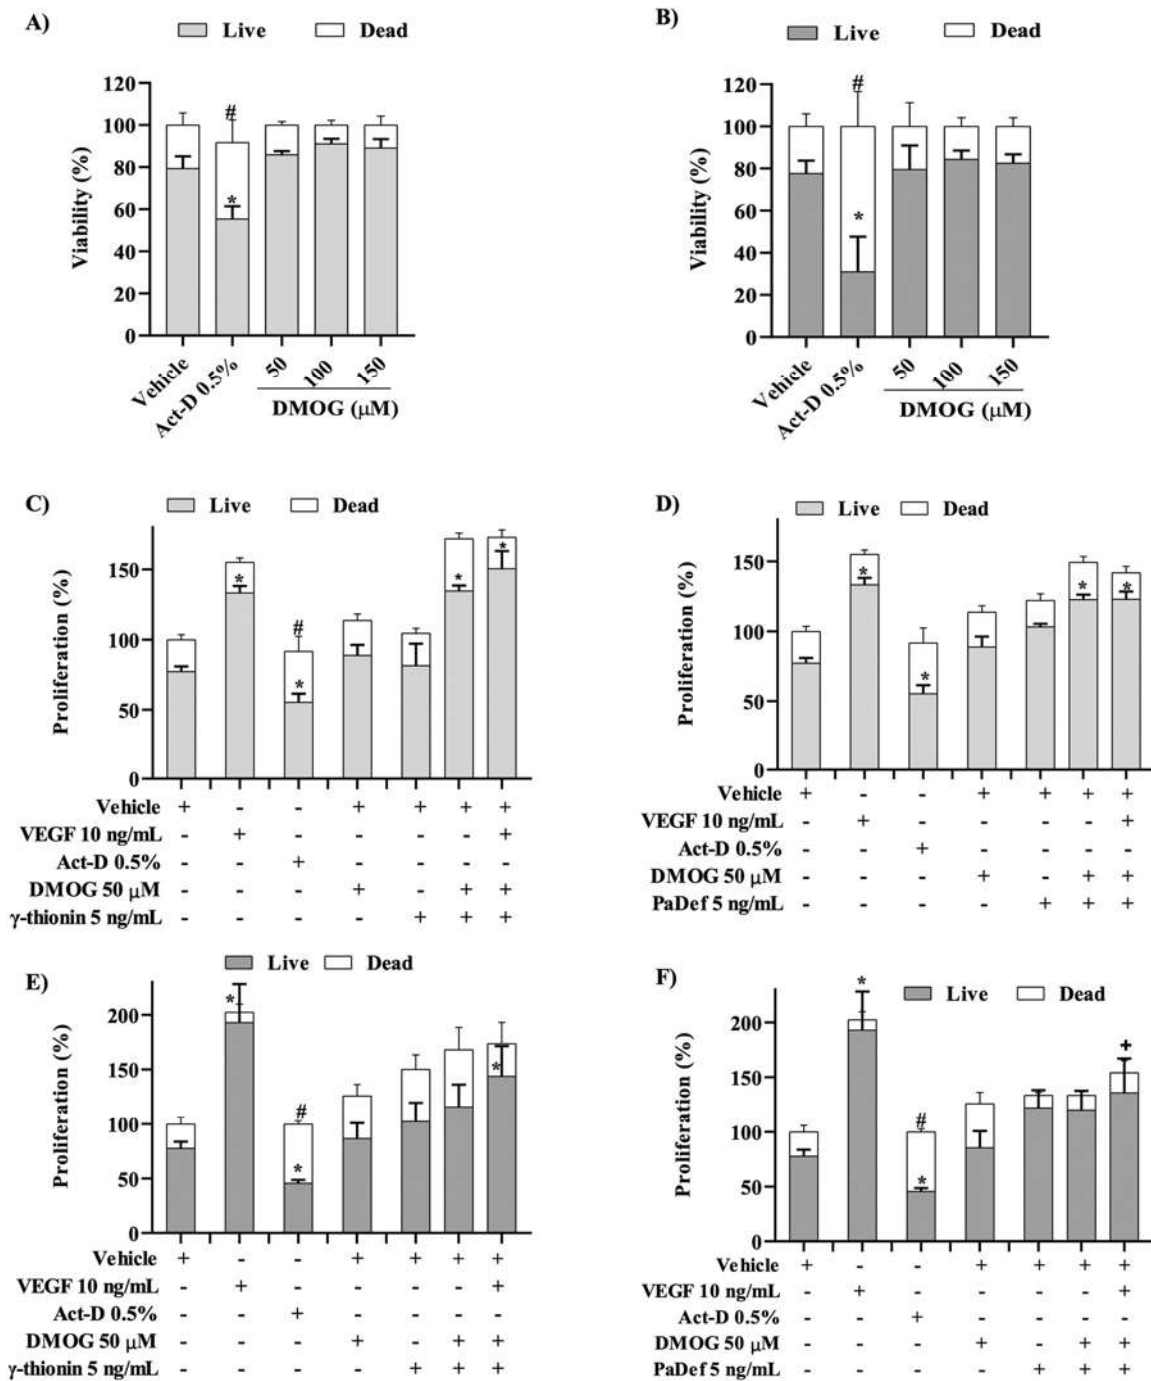 A)
Live Dead
120
100
80
60
40
20
0
Viability (%)
#
*
Vehicle
Act-D 0.5%
50
100
150
DMOG (μM)
B)
Live Dead
120
100
80
60
40
20
0
Viability (%)
#
*
Vehicle
Act-D 0.5%
50
100
150
DMOG (μM)
C)
Live Dead
150
100
50
0
Proliferation (%)
* # * * *
Vehicle + - - + + + +
VEGF 10 ng/mL - + - - - - +
Act-D 0.5% - - + - - - -
DMOG 50 μM - - - + - + +
γ-thionin 5 ng/mL - - - - + + +
D)
Live Dead
150
100
50
0
Proliferation (%)
* * * *
Vehicle + - - + + + +
VEGF 10 ng/mL - + - - - - +
Act-D 0.5% - - + - - - -
DMOG 50 μM - - - + - + +
PaDef 5 ng/mL - - - - + + +
E)
Live Dead
200
150
100
50
0
Proliferation (%)
* # * *
Vehicle + - - + + + +
VEGF 10 ng/mL - + - - - - +
Act-D 0.5% - - + - - - -
DMOG 50 μM - - - + - + +
γ-thionin 5 ng/mL - - - - + + +
F)
Live Dead
200
150
100
50
0
Proliferation (%)
* # * +
Vehicle + - - + + + +
VEGF 10 ng/mL - + - - - - +
Act-D 0.5% - - + - - - -
DMOG 50 μM - - - + - + +
PaDef 5 ng/mL - - - - + + +